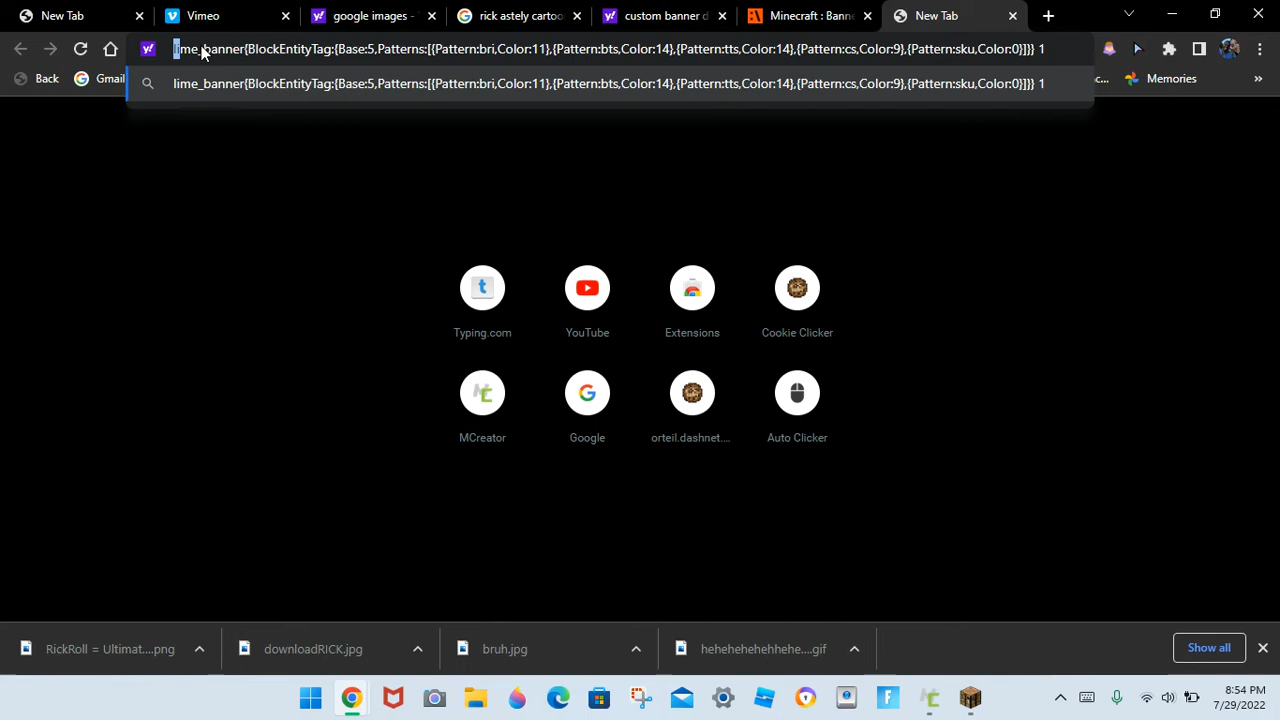 New Tab
Vimeo
google images -
rick astely cartoo
custom banner d
Minecraft : Bann
New Tab
lime_banner{BlockEntityTag:{Base:5,Patterns:[{Pattern:bri,Color:11},{Pattern:bts,Color:14},{Pattern:tts,Color:14},{Pattern:cs,Color:9},{Pattern:sku,Color:0}]}} 1
Back
Gmail
lime_banner{BlockEntityTag:{Base:5,Patterns:[{Pattern:bri,Color:11},{Pattern:bts,Color:14},{Pattern:tts,Color:14},{Pattern:cs,Color:9},{Pattern:sku,Color:0}]}} 1
c...
Memories
»
Typing.com
YouTube
Extensions
Cookie Clicker
MCreator
Google
orteil.dashnet....
Auto Clicker
RickRoll = Ultimat....png
downloadRICK.jpg
bruh.jpg
hehehehehhehe....gif
Show all
8:54 PM
7/29/2022